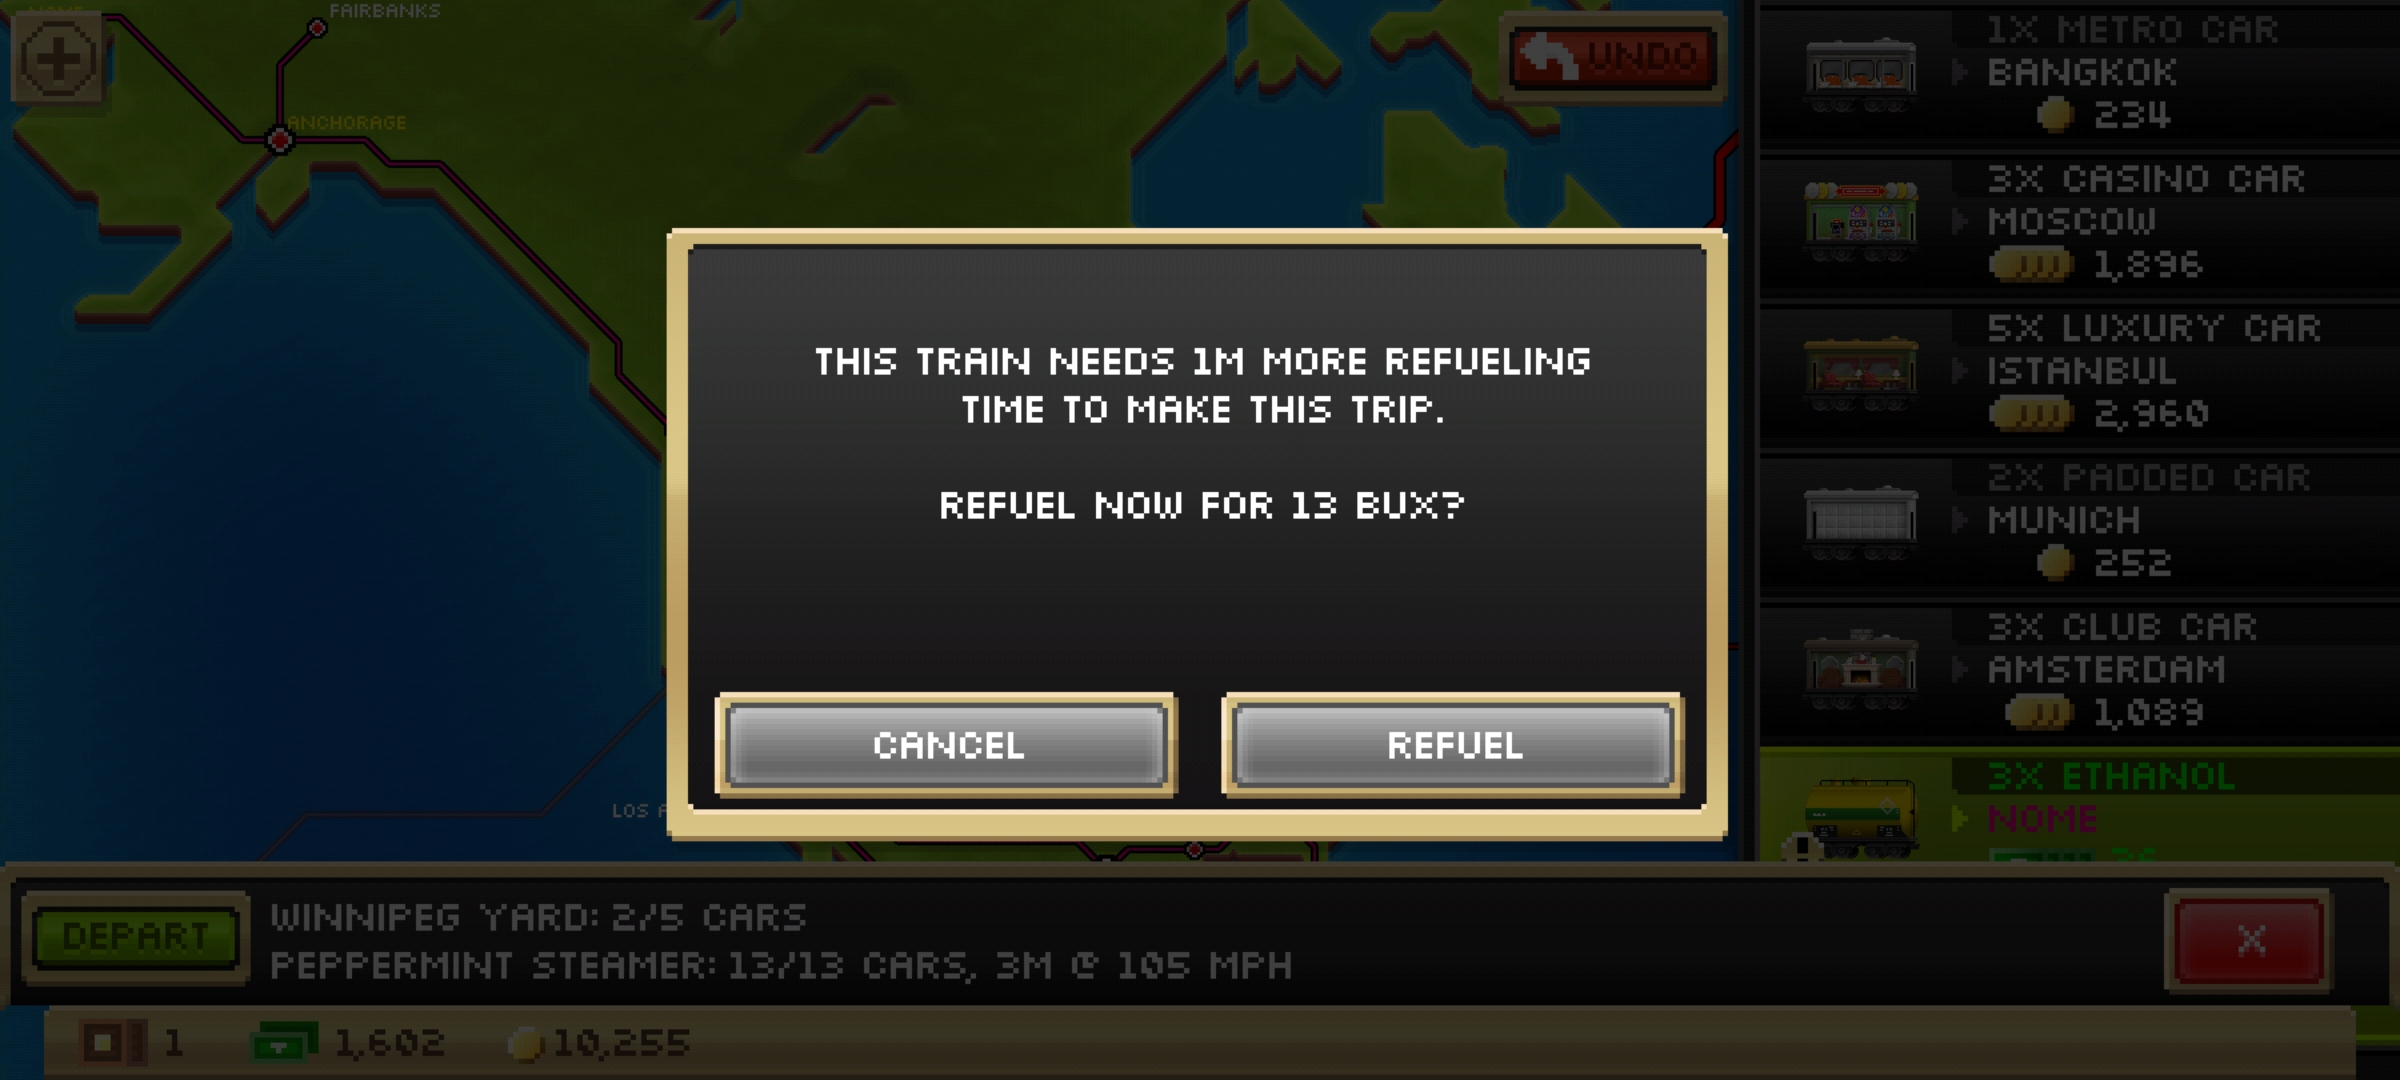 NOME
FAIRBANKS
ANCHORAGE
UNDO
1X METRO CAR
BANGKOK
234
3X CASINO CAR
MOSCOW
1,896
5X LUXURY CAR
ISTANBUL
2,960
2X PADDED CAR
MUNICH
252
3X CLUB CAR
AMSTERDAM
1,089
3X ETHANOL
NOME
THIS TRAIN NEEDS 1M MORE REFUELING
TIME TO MAKE THIS TRIP.
REFUEL NOW FOR 13 BUX?
CANCEL
REFUEL
LOS
DEPART
WINNIPEG YARD: 2/5 CARS
PEPPERMINT STEAMER: 13/13 CARS, 3M @ 105 MPH
X
1
1,602
10,255